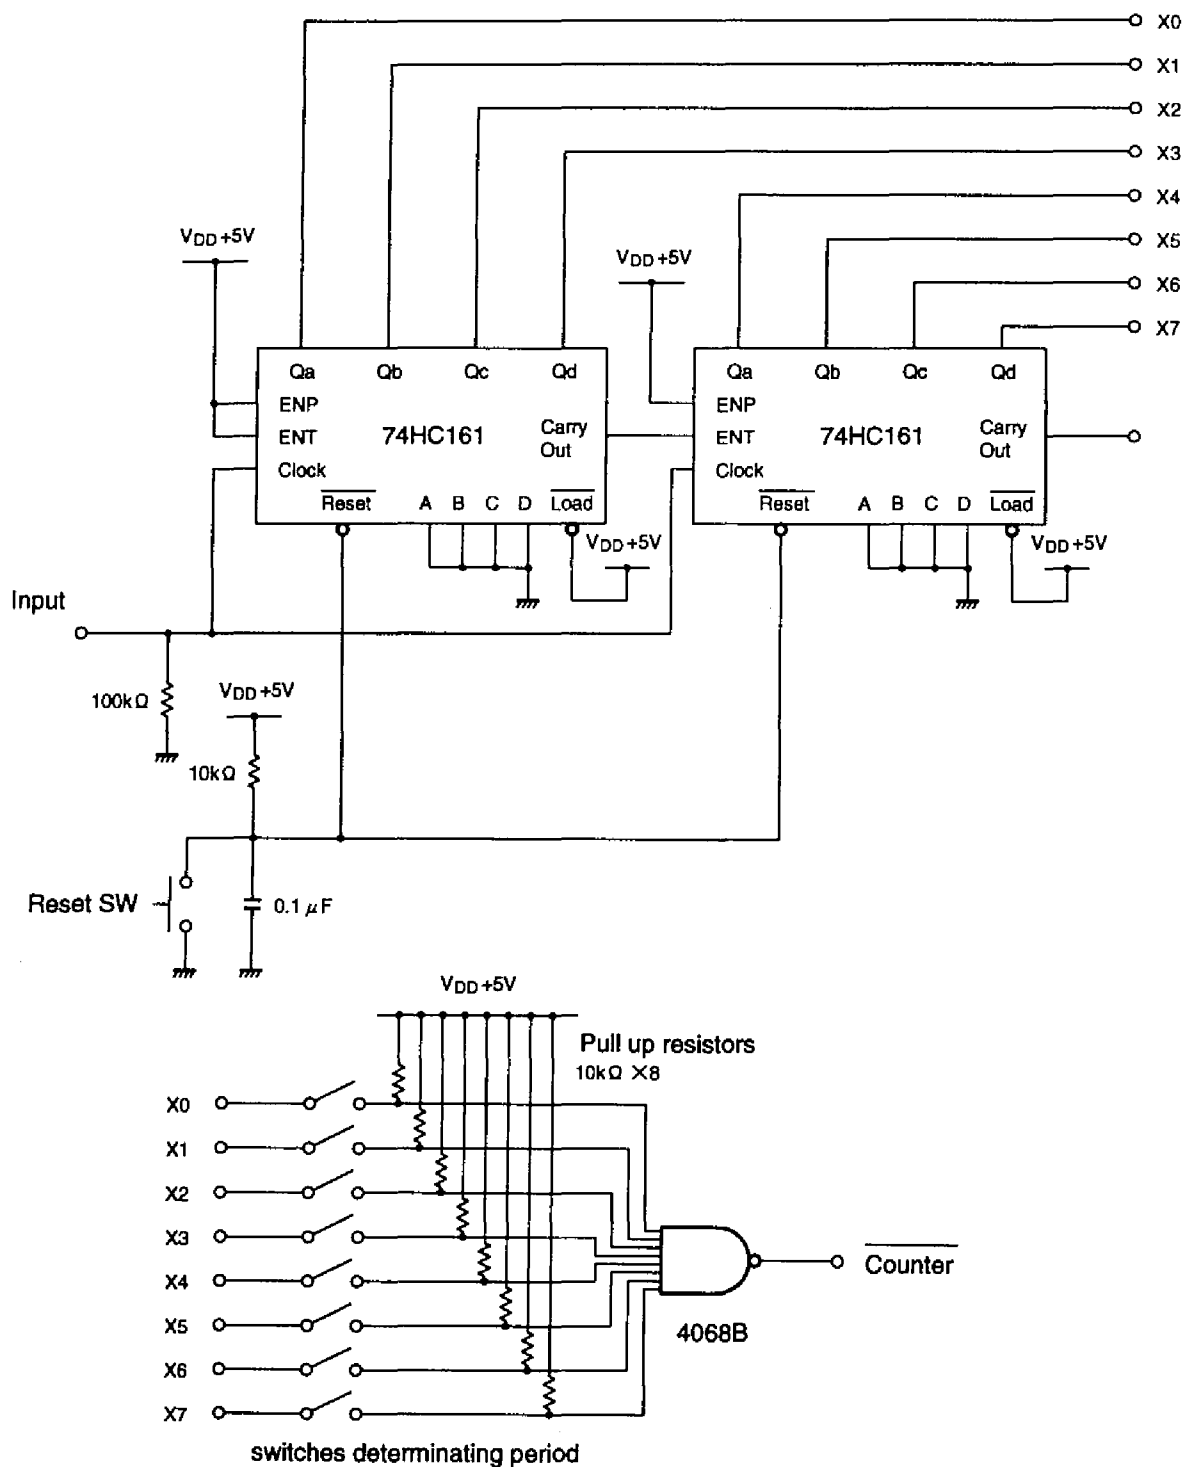 X0
X1
X2
X3
X4
X5
X6
X7
VDD +5V
VDD +5V
Qa Qb Qc Qd
ENP
ENT 74HC161 Carry Out
Clock
Reset A B C D Load
VDD +5V
Qa Qb Qc Qd
ENP
ENT 74HC161 Carry Out
Clock
Reset A B C D Load
VDD +5V
Input
100kΩ
VDD +5V
10kΩ
Reset SW
0.1 μF
VDD +5V
Pull up resistors
10kΩ ×8
X0
X1
X2
X3
X4
X5
X6
X7
4068B
Counter
switches determinating period